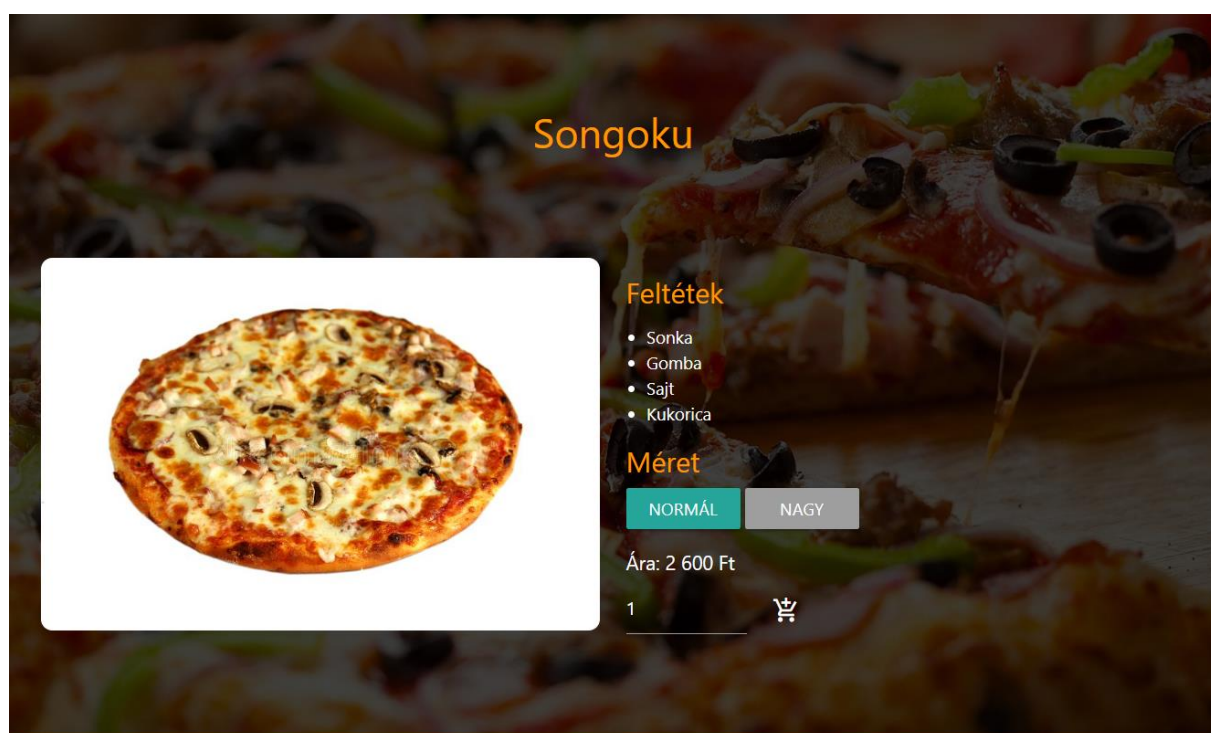 Songoku
Feltétek
• Sonka
• Gomba
• Sajt
• Kukorica
Méret
NORMÁL NAGY
Ára: 2 600 Ft
1